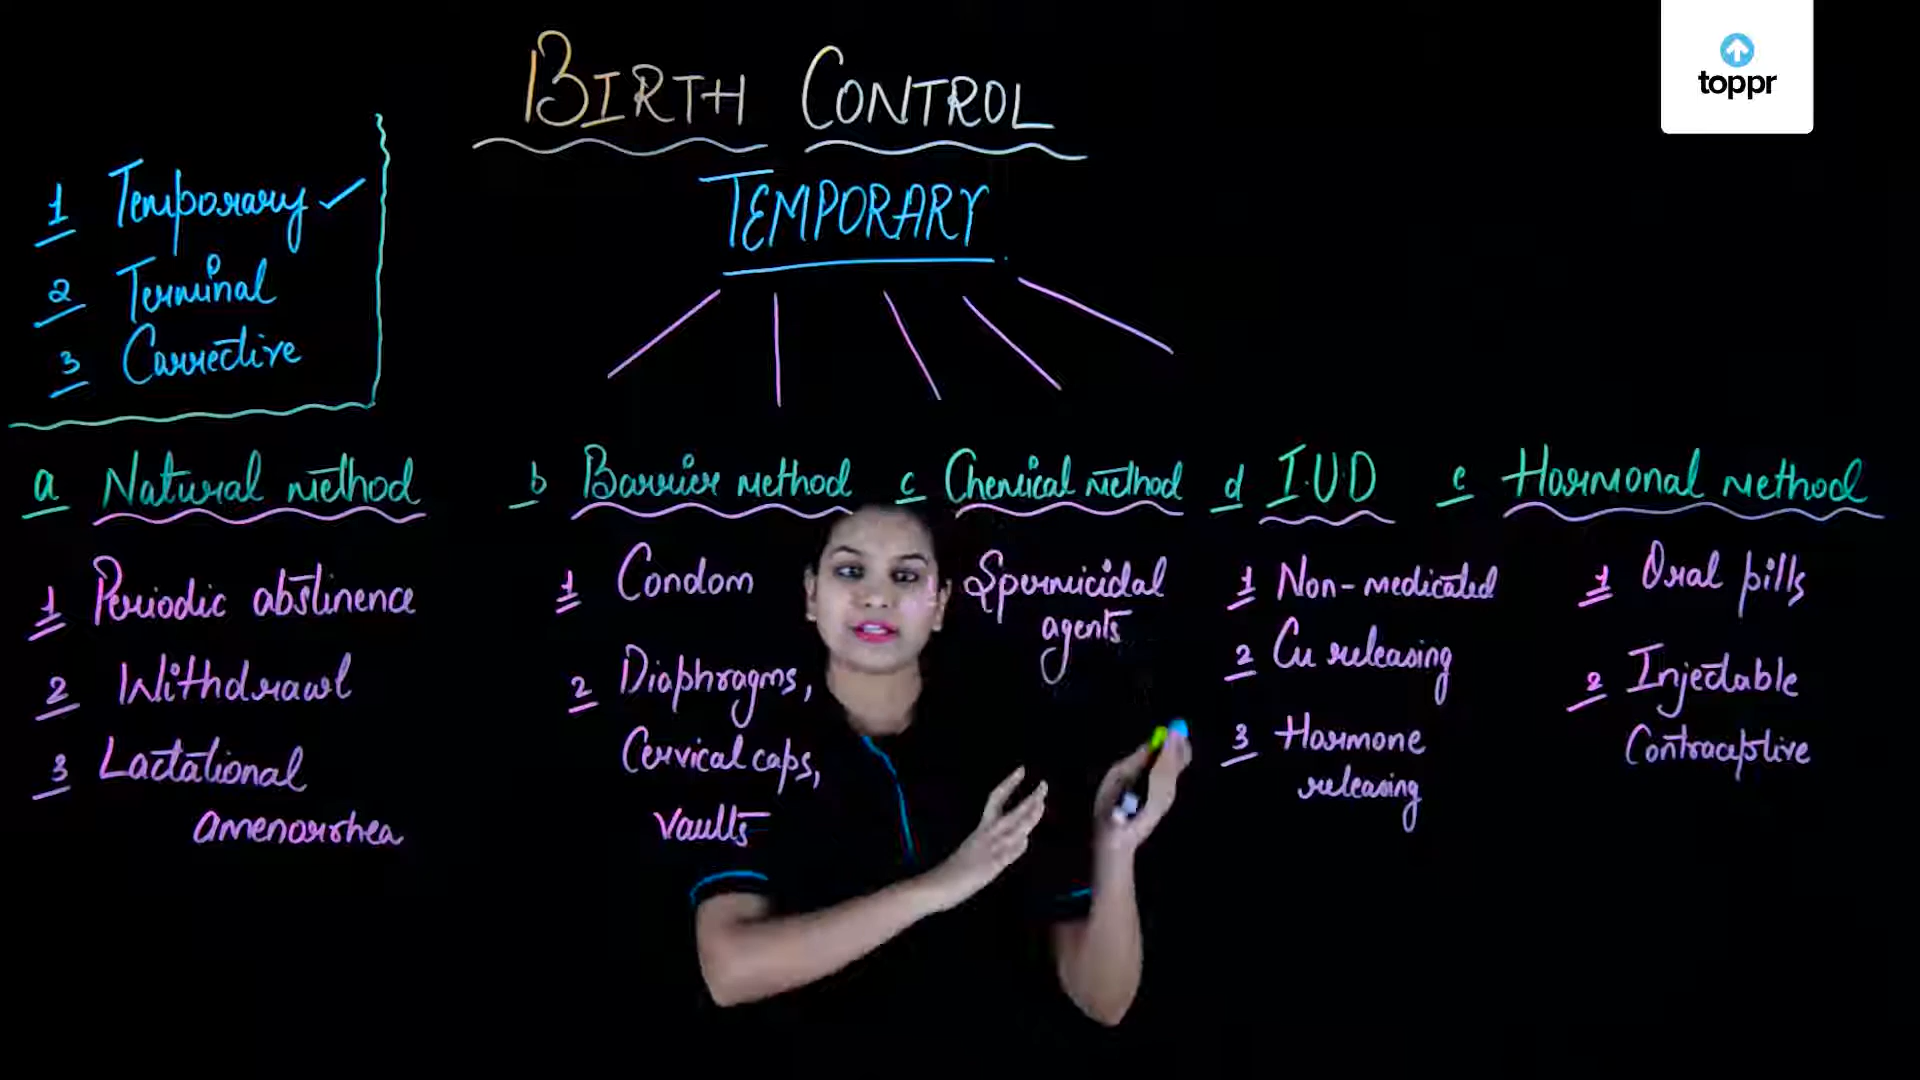 toppr
BIRTH CONTROL
TEMPORARY
1 Temporary ✓
2 Terminal
3 Corrective
a Natural method
1 Periodic abstinence
2 Withdrawl
3 Lactational
amenorrhea
b Barrier method
1 Condom
2 Diaphragms,
Cervical caps,
Vaults
c Chemical method
Spermicidal
agents
d I.U.D
1 Non-medicated
2 Cu releasing
3 Hormone
releasing
e Hormonal method
1 Oral pills
2 Injectable
Contraceptive